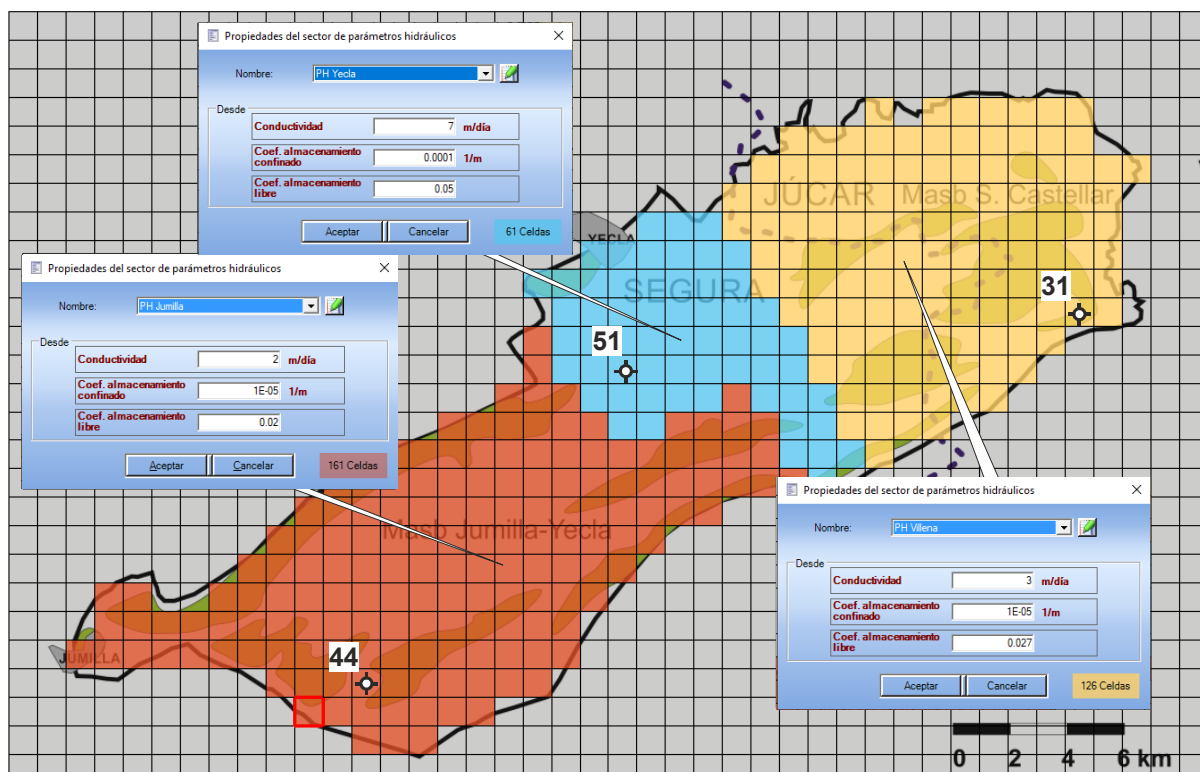 Propiedades del sector de parámetros hidráulicos
Nombre: PH Yecla
Desde
Conductividad 7 m/día
Coef. almacenamiento confinado 0.0001 1/m
Coef. almacenamiento libre 0.05
Aceptar Cancelar 61 Celdas
Propiedades del sector de parámetros hidráulicos
Nombre: PH Jumilla
Desde
Conductividad 2 m/día
Coef. almacenamiento confinado 1E-05 1/m
Coef. almacenamiento libre 0.02
Aceptar Cancelar 161 Celdas
JÚCAR Masb S. Castellar
YECLA
SEGURA
31
51
Masb Jumilla-Yecla
44
JUMILLA
Propiedades del sector de parámetros hidráulicos
Nombre: PH Villena
Desde
Conductividad 3 m/día
Coef. almacenamiento confinado 1E-05 1/m
Coef. almacenamiento libre 0.027
Aceptar Cancelar 126 Celdas
0 2 4 6 km